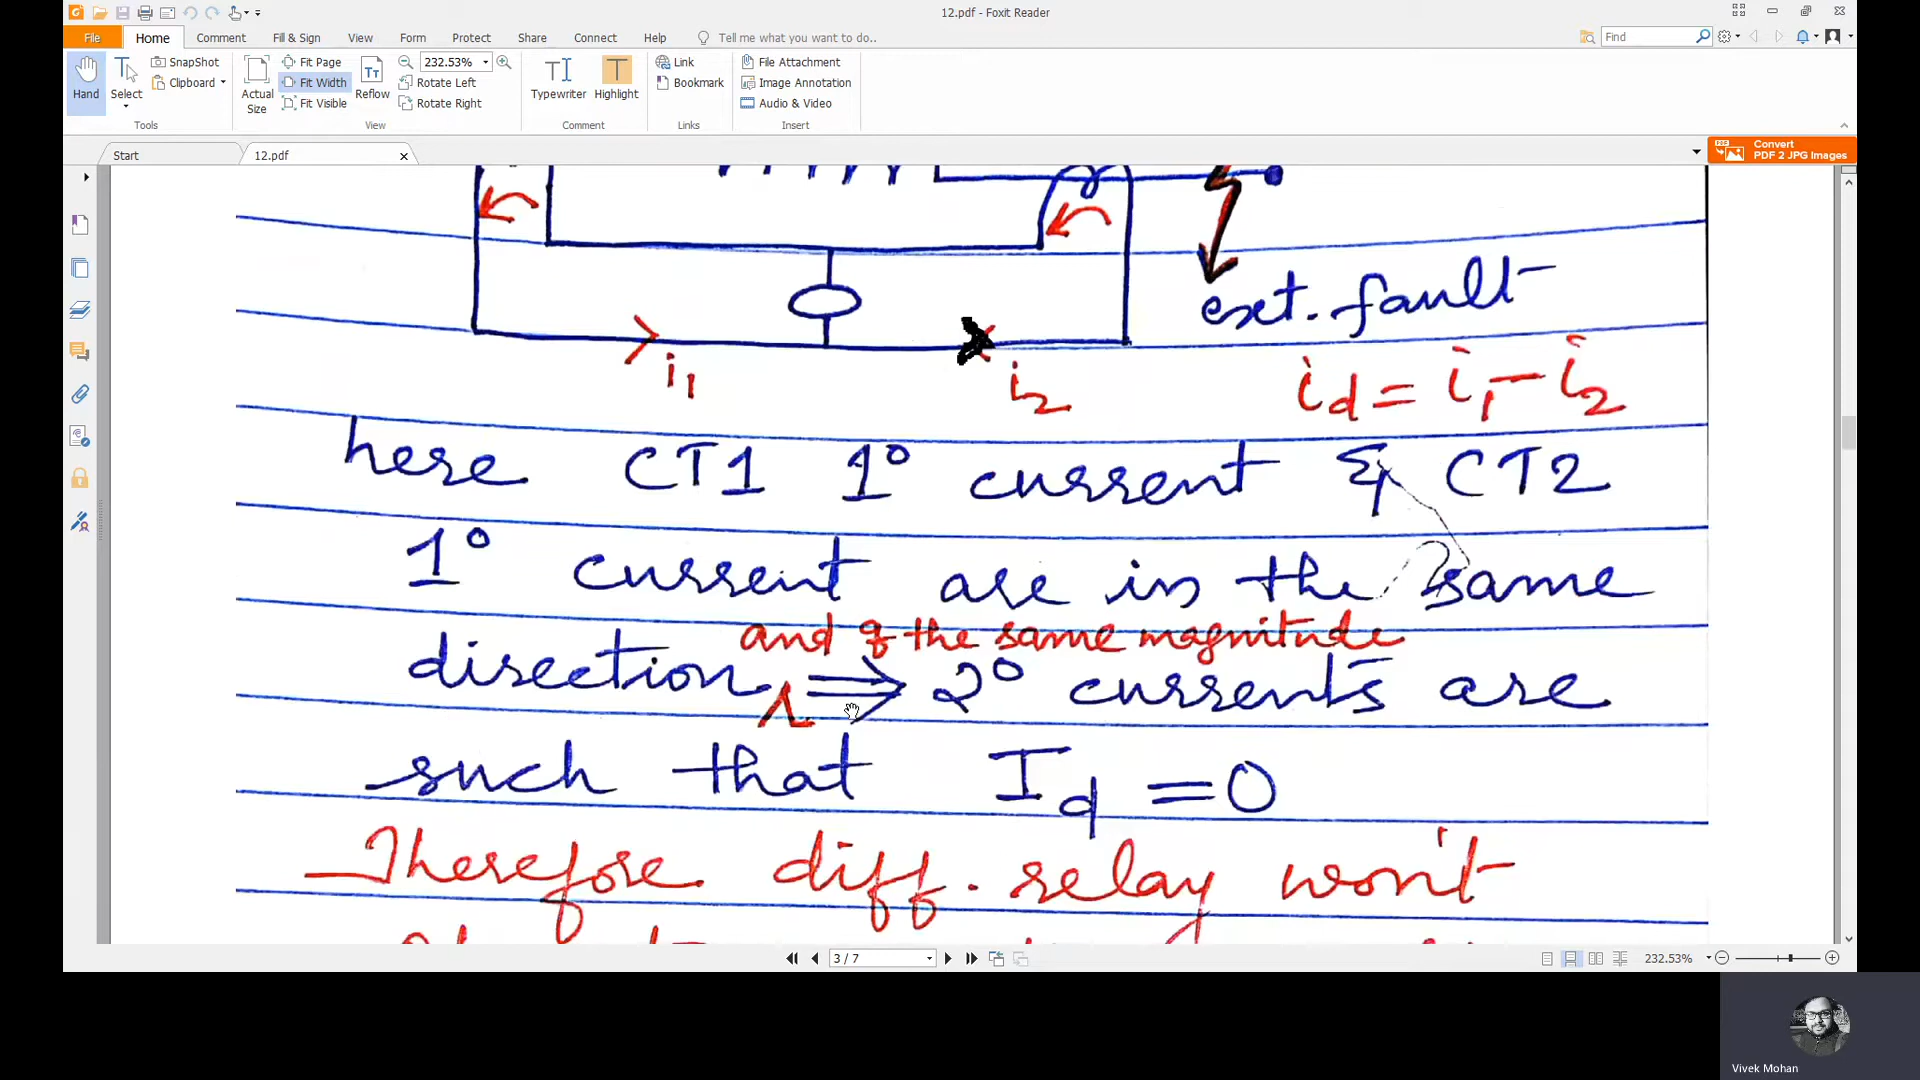 12.pdf - Foxit Reader
File Home Comment Fill & Sign View Form Protect Share Connect Help Tell me what you want to do.. Find
Hand
Select
SnapShot
Clipboard
Tools
Actual Size
Fit Page
Fit Width
Fit Visible
Reflow
232.53%
Rotate Left
Rotate Right
View
Typewriter
Highlight
Comment
Link
Bookmark
Links
File Attachment
Image Annotation
Audio & Video
Insert
Start
12.pdf
Convert
PDF 2 JPG Images
ext. fault
i1
i2
id = i1 - i2
here CT1 1° current & CT2
1° current are in the same
and of the same magnitude
direction ⇒ 2° currents are
such that Id = 0
Therefore diff. relay won't
3 / 7
232.53%
Vivek Mohan